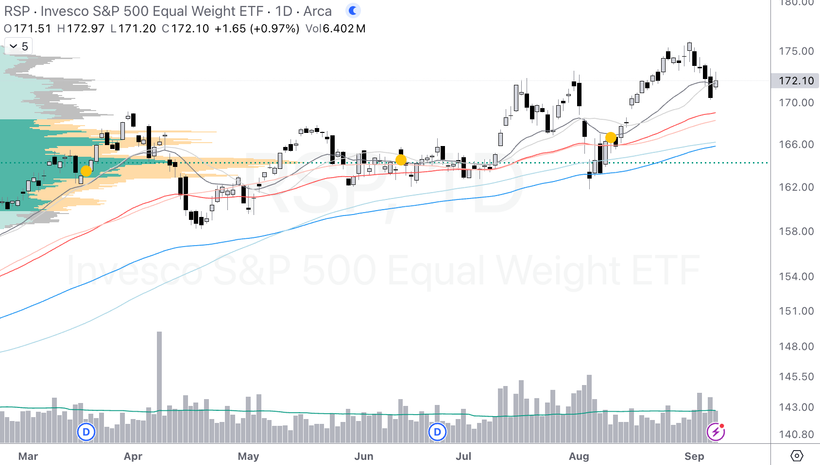 RSP · Invesco S&P 500 Equal Weight ETF · 1D · Arca
O171.51 H172.97 L171.20 C172.10 +1.65 (+0.97%) Vol6.402M
5
180.00
175.00
172.10
170.00
166.00
162.00
158.00
154.00
151.00
148.00
145.50
143.00
140.80
RSP, 1D
Invesco S&P 500 Equal Weight ETF
D
D
Mar Apr May Jun Jul Aug Sep